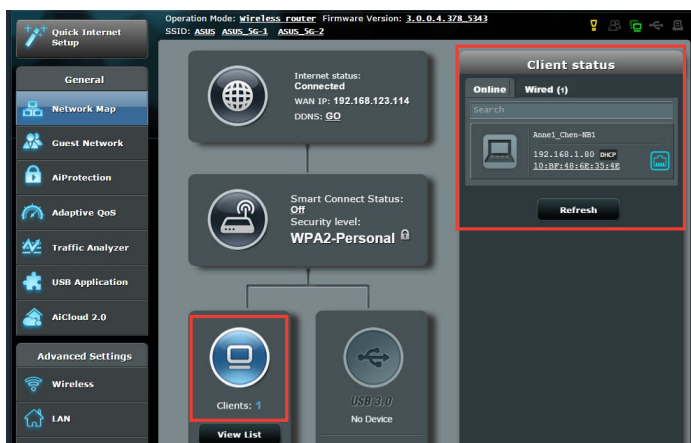 Quick Internet
Setup
General
Network Map
Guest Network
AiProtection
Adaptive QoS
Traffic Analyzer
USB Application
AiCloud 2.0
Advanced Settings
Wireless
LAN
Operation Mode: Wireless router Firmware Version: 3.0.0.4.378_5343
SSID: ASUS ASUS_5G-1 ASUS_5G-2
Internet status:
Connected
WAN IP: 192.168.123.114
DDNS: GO
Smart Connect Status:
Off
Security level:
WPA2-Personal
Clients: 1
View List
USB 3.0
No Device
Client status
Online Wired (1)
Search
Annel_Chen-NB1
192.168.1.80 DHCP
10:BF:48:6E:35:4E
Refresh